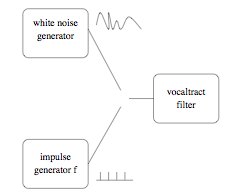 white noise
generator
vocaltract
filter
impulse
generator f